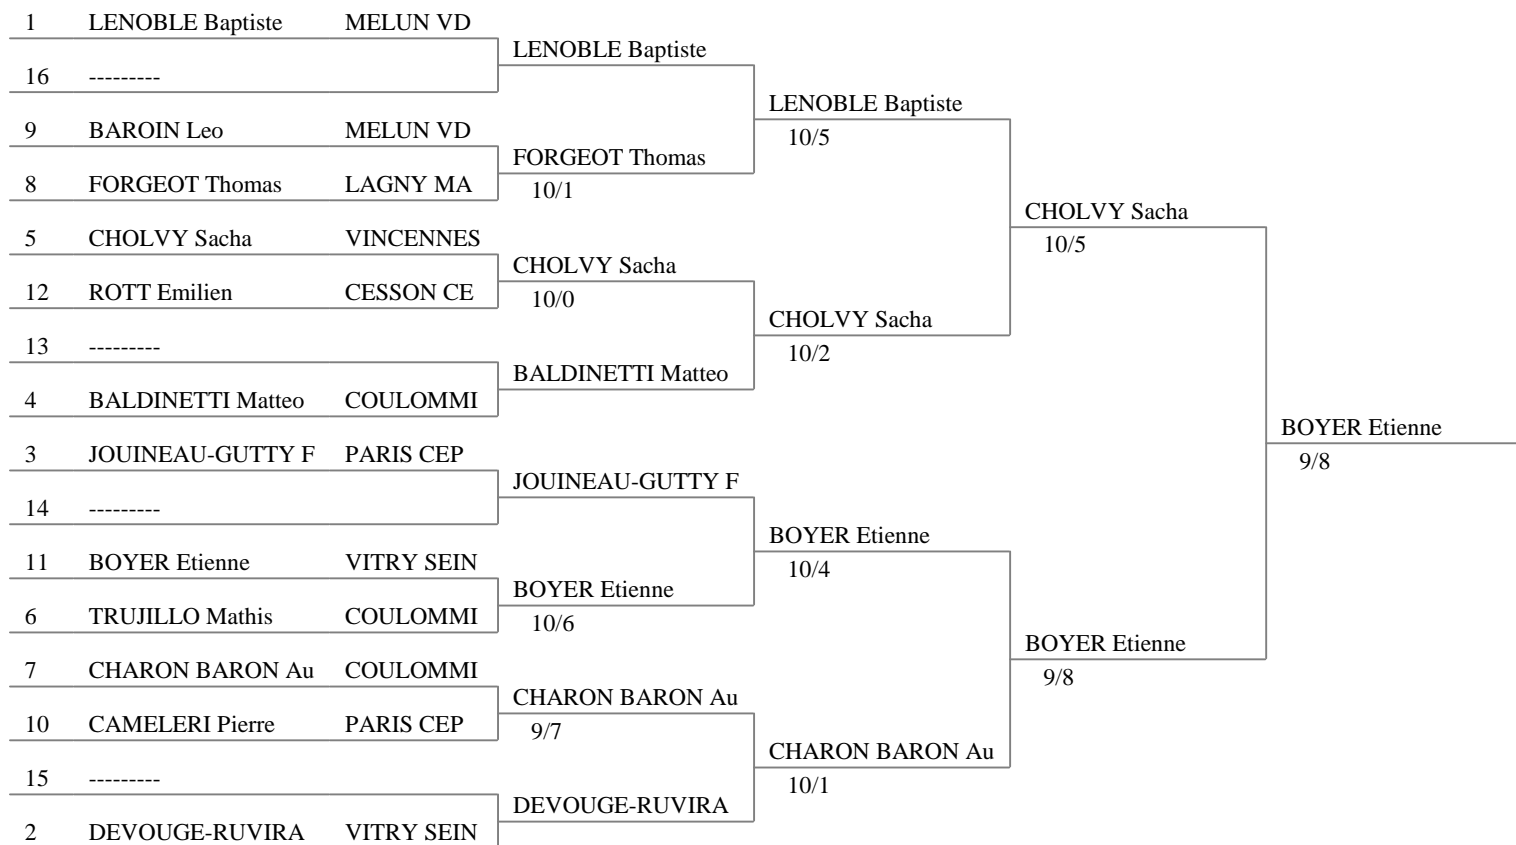 1 LENOBLE Baptiste MELUN VD
LENOBLE Baptiste
16 ---------
LENOBLE Baptiste
10/5
9 BAROIN Leo MELUN VD
FORGEOT Thomas
10/1
8 FORGEOT Thomas LAGNY MA
CHOLVY Sacha
10/5
5 CHOLVY Sacha VINCENNES
CHOLVY Sacha
10/0
12 ROTT Emilien CESSON CE
CHOLVY Sacha
10/2
13 ---------
BALDINETTI Matteo
4 BALDINETTI Matteo COULOMMI
BOYER Etienne
9/8
3 JOUINEAU-GUTTY F PARIS CEP
JOUINEAU-GUTTY F
14 ---------
BOYER Etienne
10/4
11 BOYER Etienne VITRY SEIN
BOYER Etienne
10/6
6 TRUJILLO Mathis COULOMMI
BOYER Etienne
9/8
7 CHARON BARON Au COULOMMI
CHARON BARON Au
9/7
10 CAMELERI Pierre PARIS CEP
CHARON BARON Au
10/1
15 ---------
DEVOUGE-RUVIRA
2 DEVOUGE-RUVIRA VITRY SEIN